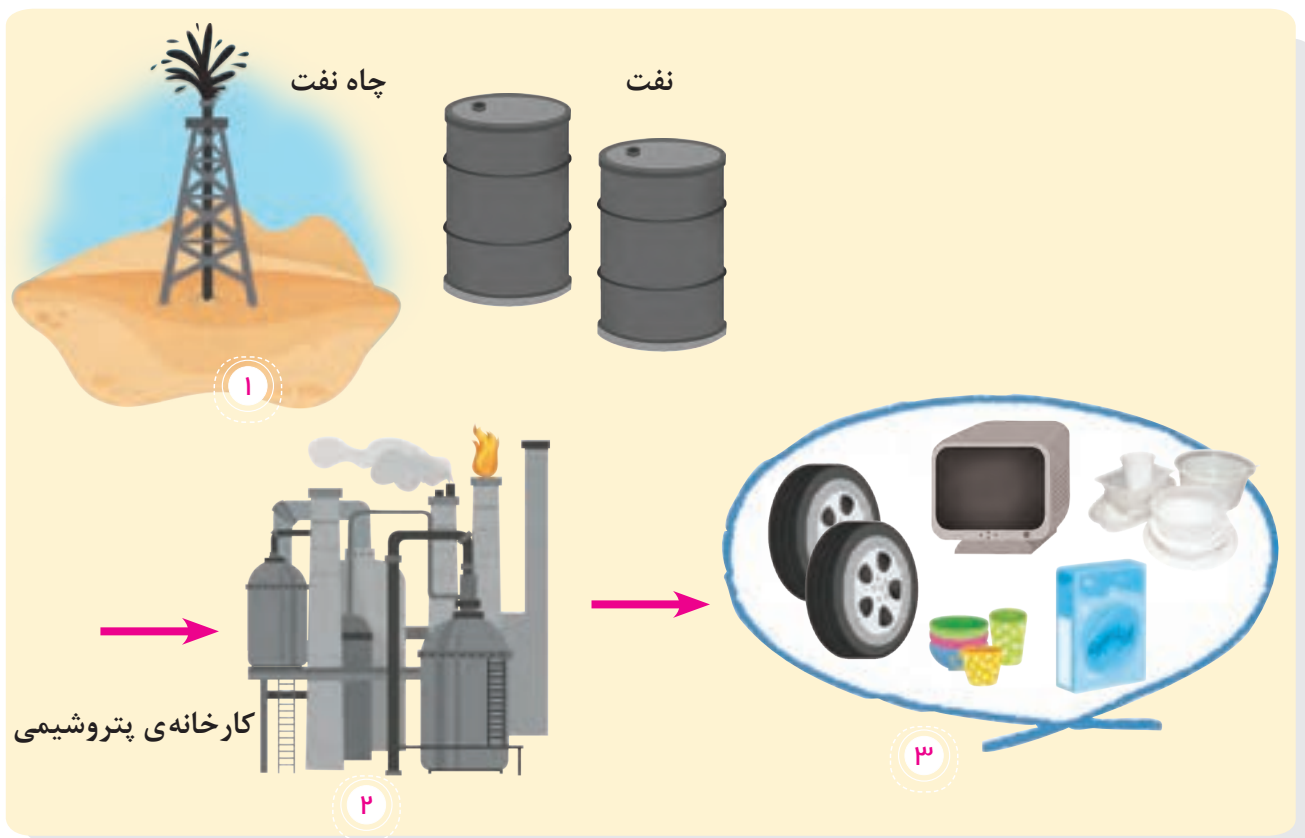 چاه نفت
نفت
۱
کارخانه‌ی پتروشیمی
۲
۳